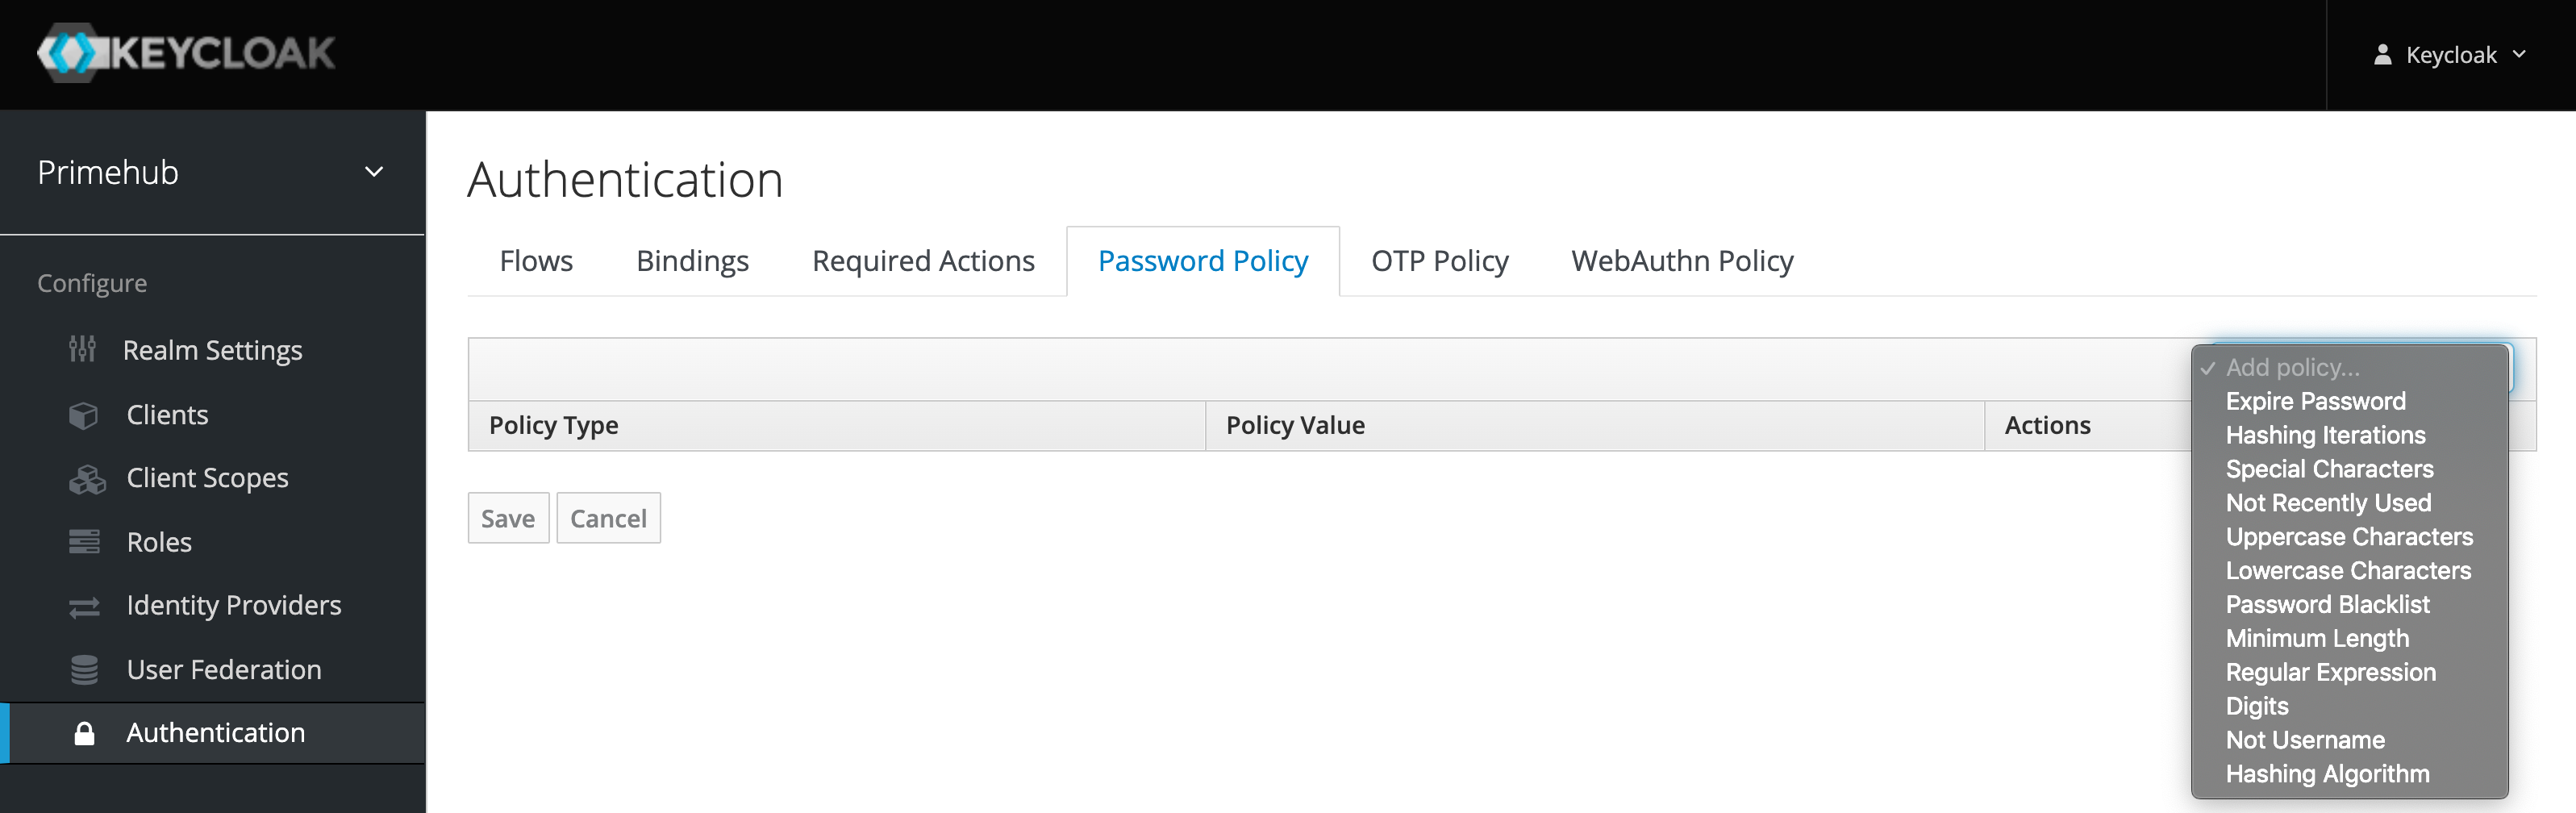 KEYCLOAK
Keycloak
Primehub
Configure
Realm Settings
Clients
Client Scopes
Roles
Identity Providers
User Federation
Authentication
Authentication
Flows
Bindings
Required Actions
Password Policy
OTP Policy
WebAuthn Policy
Policy Type
Policy Value
Actions
Add policy...
Expire Password
Hashing Iterations
Special Characters
Not Recently Used
Uppercase Characters
Lowercase Characters
Password Blacklist
Minimum Length
Regular Expression
Digits
Not Username
Hashing Algorithm
Save
Cancel